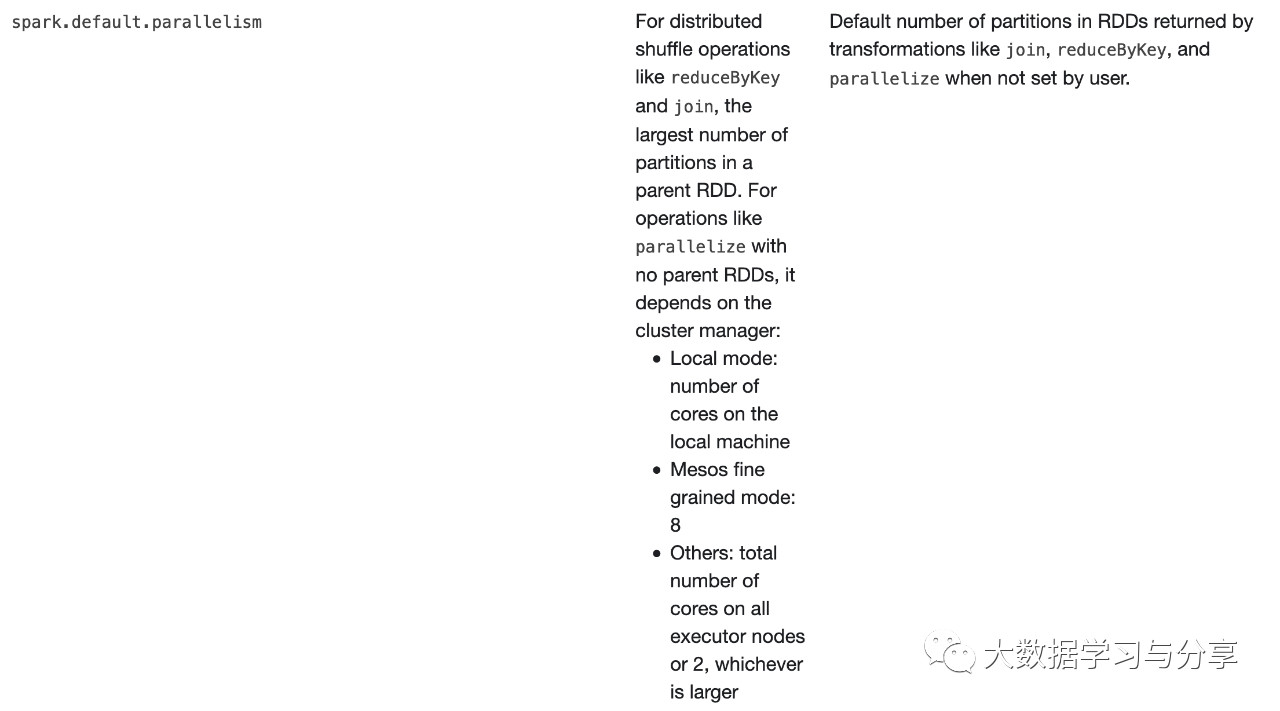 spark.default.parallelism
For distributed
shuffle operations
like reduceByKey
and join, the
largest number of
partitions in a
parent RDD. For
operations like
parallelize with
no parent RDDs, it
depends on the
cluster manager:
• Local mode:
number of
cores on the
local machine
• Mesos fine
grained mode:
8
• Others: total
number of
cores on all
executor nodes
or 2, whichever
is larger
Default number of partitions in RDDs returned by
transformations like join, reduceByKey, and
parallelize when not set by user.
大数据学习与分享